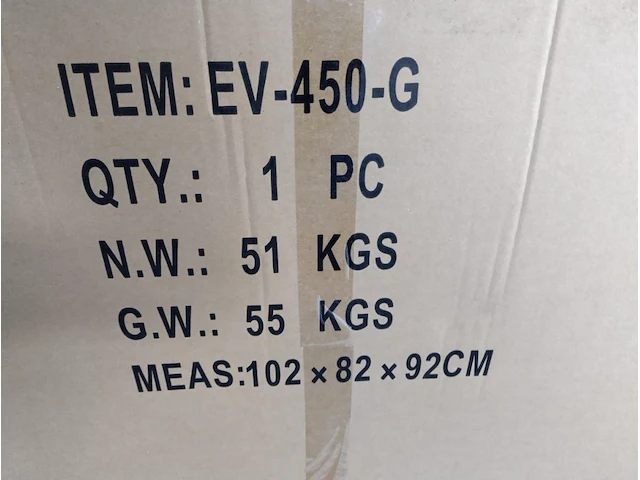 ITEM: EV-450-G
QTY.: 1 PC
N.W.: 51 KGS
G.W.: 55 KGS
MEAS:102×82×92CM